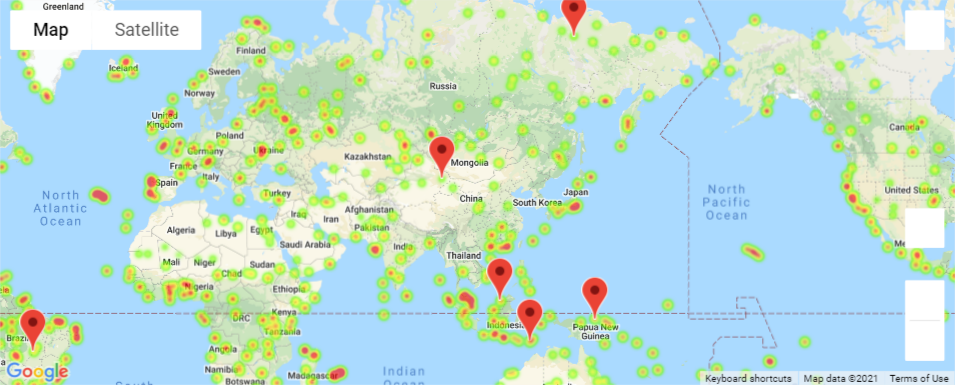 Greenland
Map
Satellite
Iceland
Finland
Sweden
Norway
Russia
United
Kingdom
Poland
Germany
Ukraine
Kazakhstan
Mongolia
France
Italy
Spain
Turkey
China
South Korea
Japan
Canada
United States
North
Atlantic
Ocean
North
Pacific
Ocean
Afghanistan
Iraq
Iran
Pakistan
Algeria
Libya
Egypt
Saudi Arabia
India
Thailand
Mali
Niger
Chad
Sudan
Nigeria
Ethiopia
Me
Kenya
DRC
Tanzania
Indonesia
Papua New
Guinea
Brazil
Angola
Namibia
Botswana
Madagascar
Indian
Google
Keyboard shortcuts
Map data ©2021
Terms of Use